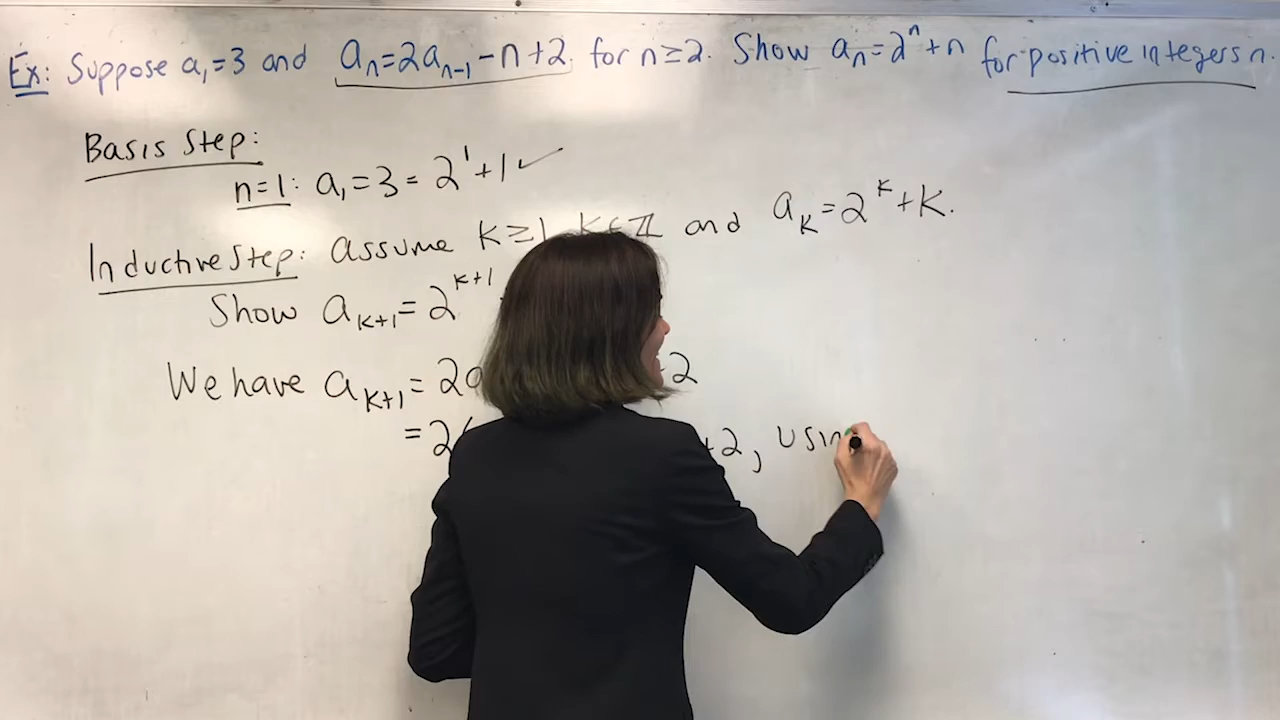 Ex: Suppose a₁=3 and aₙ=2aₙ₋₁-n+2 for n≥2. Show aₙ=2ⁿ+n for positive integers n.
Basis Step:
n=1: a₁=3=2¹+1 ✓
Inductive Step: Assume K≥1, K∈ℤ and aₖ=2ᵏ+K.
Show aₖ₊₁=2ᵏ⁺¹
We have aₖ₊₁=2a +2
=2( +2,